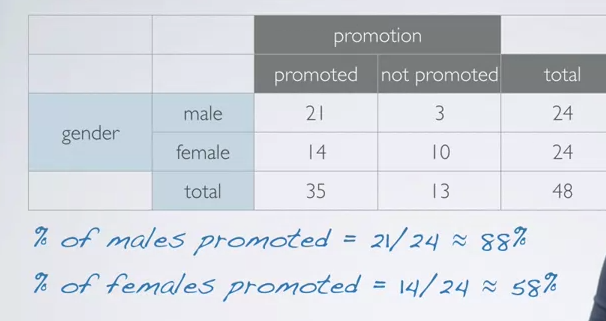 promotion
promoted not promoted total
gender male 21 3 24
female 14 10 24
total 35 13 48
% of males promoted = 21/24 ≈ 88%
% of females promoted = 14/24 ≈ 58%